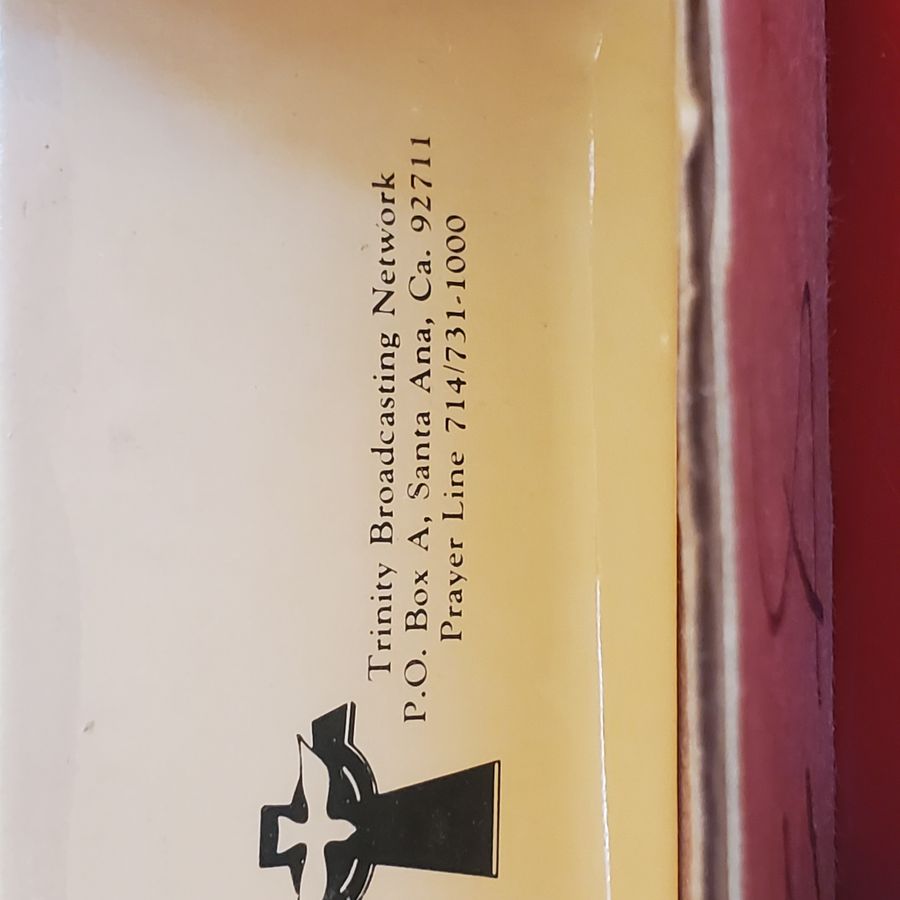 Trinity Broadcasting Network
P.O. Box A, Santa Ana, Ca. 92711
Prayer Line 714/731-1000